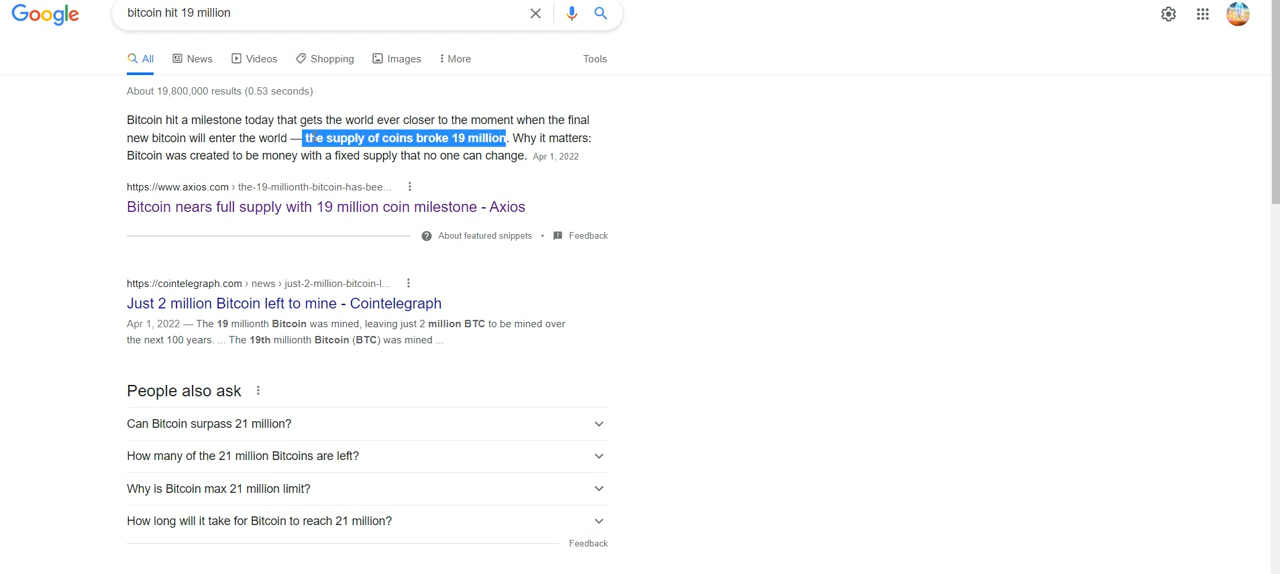 Google
bitcoin hit 19 million
All News Videos Shopping Images More Tools
About 19,800,000 results (0.53 seconds)
Bitcoin hit a milestone today that gets the world ever closer to the moment when the final
new bitcoin will enter the world — the supply of coins broke 19 million. Why it matters:
Bitcoin was created to be money with a fixed supply that no one can change. Apr 1, 2022
https://www.axios.com › the-19-millionth-bitcoin-has-bee...
Bitcoin nears full supply with 19 million coin milestone - Axios
About featured snippets • Feedback
https://cointelegraph.com › news › just-2-million-bitcoin-l...
Just 2 million Bitcoin left to mine - Cointelegraph
Apr 1, 2022 — The 19 millionth Bitcoin was mined, leaving just 2 million BTC to be mined over
the next 100 years. ... The 19th millionth Bitcoin (BTC) was mined ...
People also ask
Can Bitcoin surpass 21 million?
How many of the 21 million Bitcoins are left?
Why is Bitcoin max 21 million limit?
How long will it take for Bitcoin to reach 21 million?
Feedback